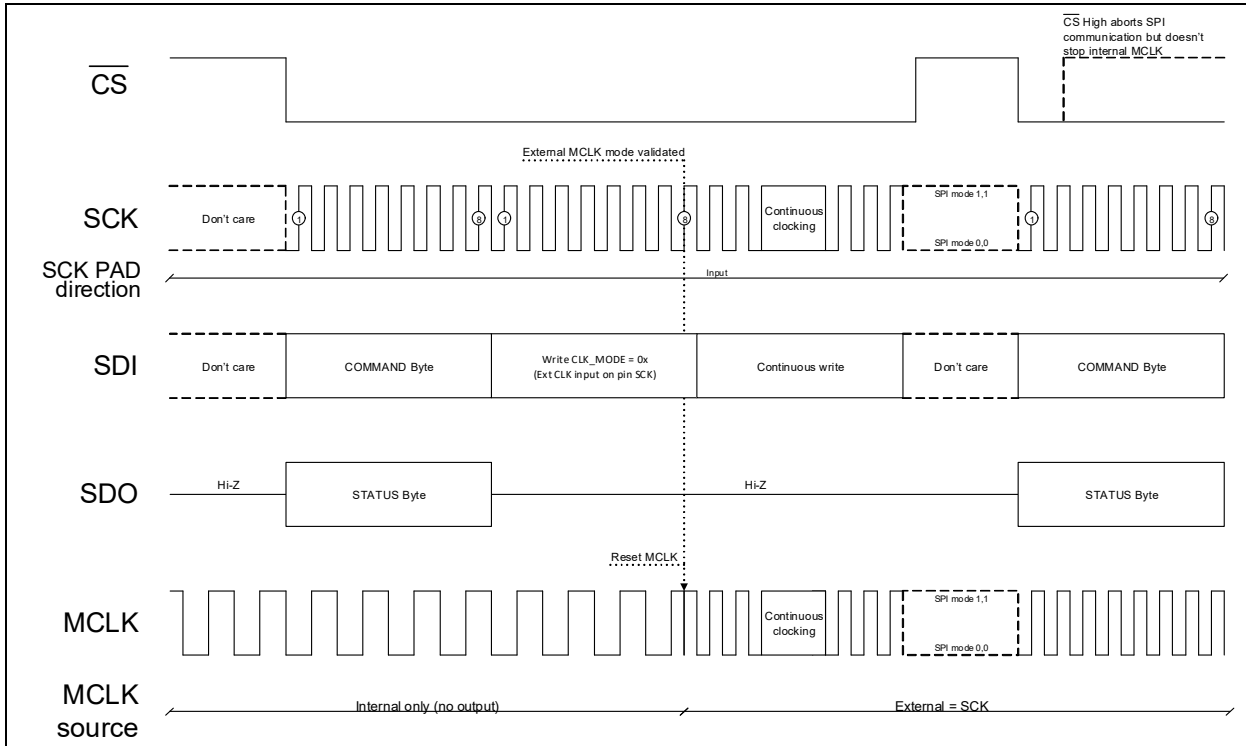 CS High aborts SPI
communication but doesn't
stop internal MCLK
CS
External MCLK mode validated
SCK
Don't care
1
8
1
8
Continuous
clocking
SPI mode 1,1
SPI mode 0,0
1
8
SCK PAD
direction
Input
SDI
Don't care
COMMAND Byte
Write CLK_MODE = 0x
(Ext CLK input on pin SCK)
Continuous write
Don't care
COMMAND Byte
SDO
Hi-Z
STATUS Byte
Hi-Z
STATUS Byte
Reset MCLK
MCLK
Continuous
clocking
SPI mode 1,1
SPI mode 0,0
MCLK
source
Internal only (no output)
External = SCK